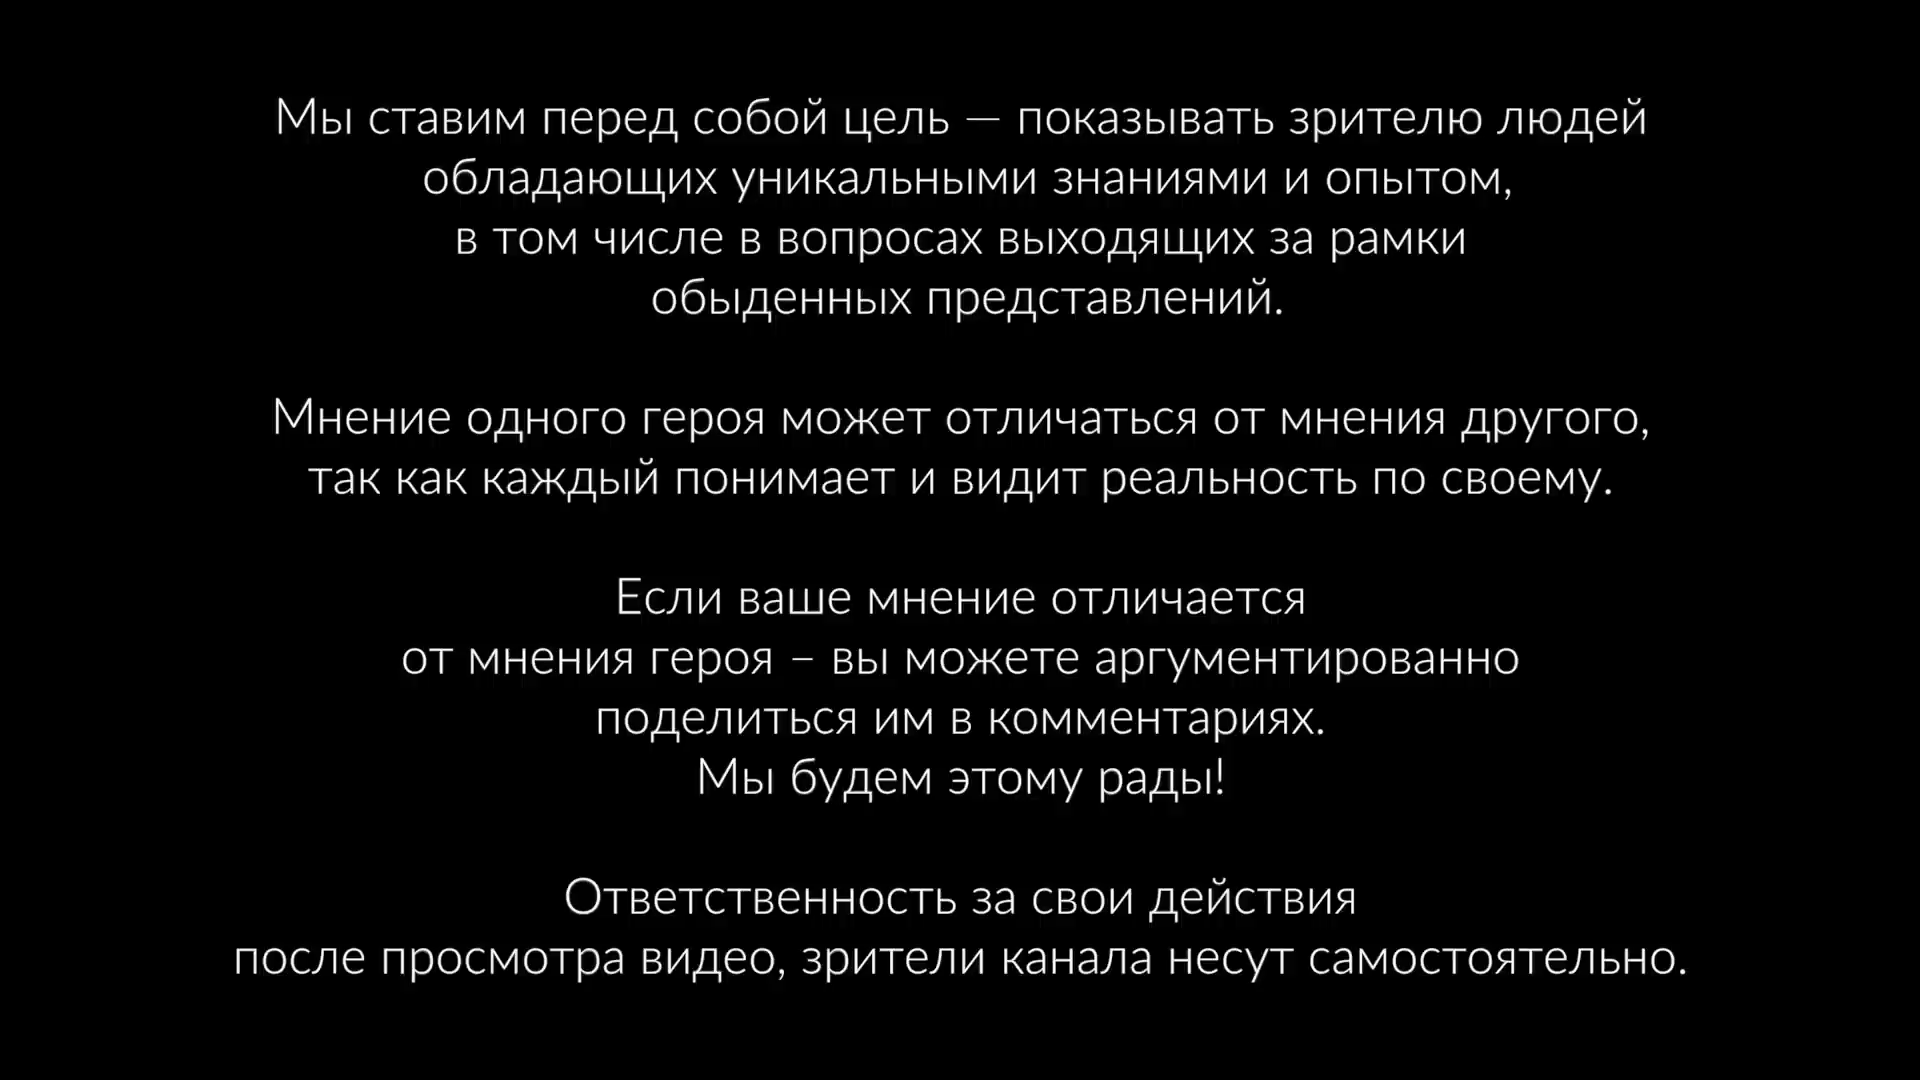 Мы ставим перед собой цель — показывать зрителю людей
обладающих уникальными знаниями и опытом,
в том числе в вопросах выходящих за рамки
обыденных представлений.
Мнение одного героя может отличаться от мнения другого,
так как каждый понимает и видит реальность по своему.
Если ваше мнение отличается
от мнения героя – вы можете аргументированно
поделиться им в комментариях.
Мы будем этому рады!
Ответственность за свои действия
после просмотра видео, зрители канала несут самостоятельно.